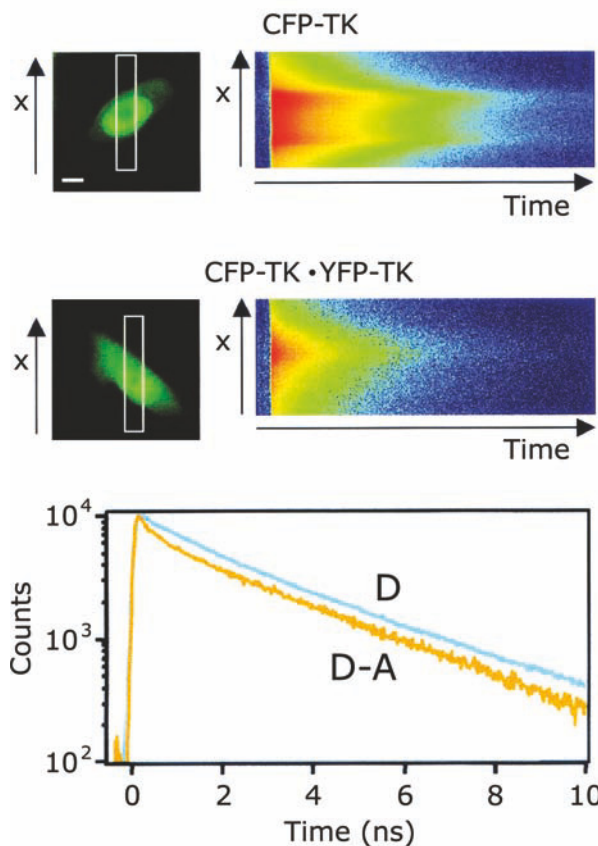 CFP-TK
x
x
Time
CFP-TK • YFP-TK
x
x
Time
10⁴
D
10³
D-A
10²
Counts
0 2 4 6 8 10
Time (ns)